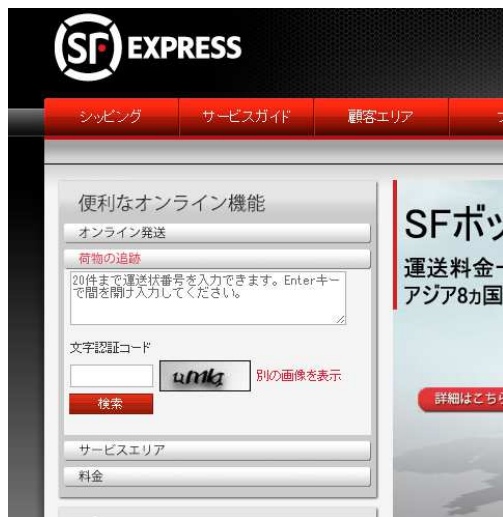 SF EXPRESS
シッピング サービスガイド 顧客エリア
便利なオンライン機能
オンライン発送
荷物の追跡
20件まで運送状番号を入力できます。Enterキー
で間を開け入力してください。
文字認証コード
別の画像を表示
検索
サービスエリア
料金
SFボッ
運送料金
アジア8ヵ国
詳細はこちら